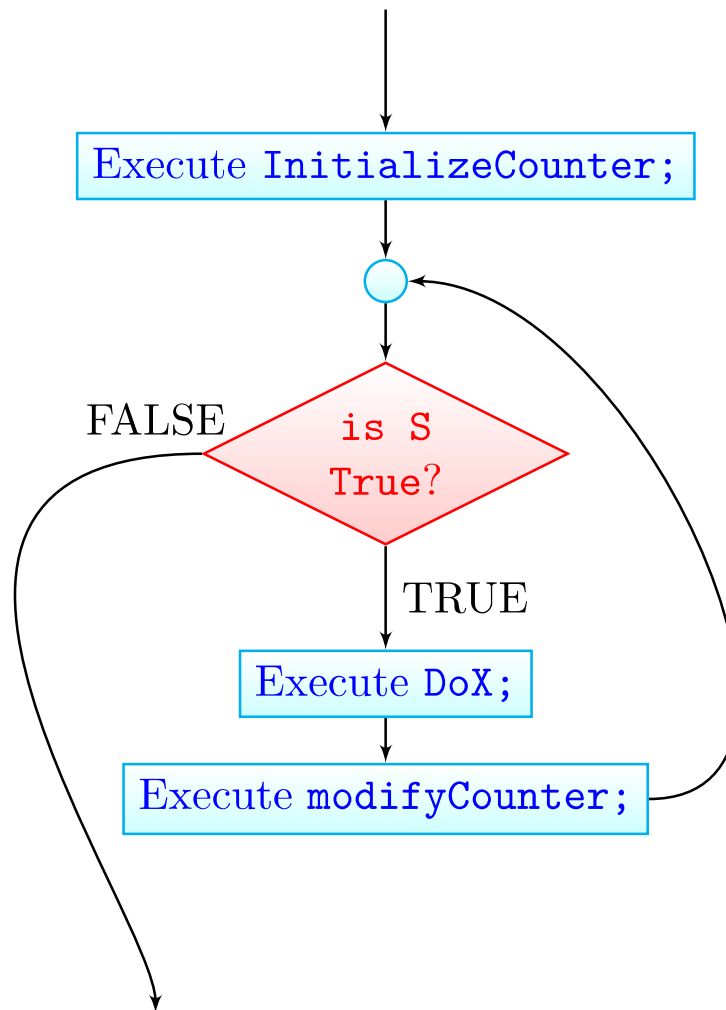 Execute InitializeCounter;
FALSE
is S
True?
TRUE
Execute DoX;
Execute modifyCounter;